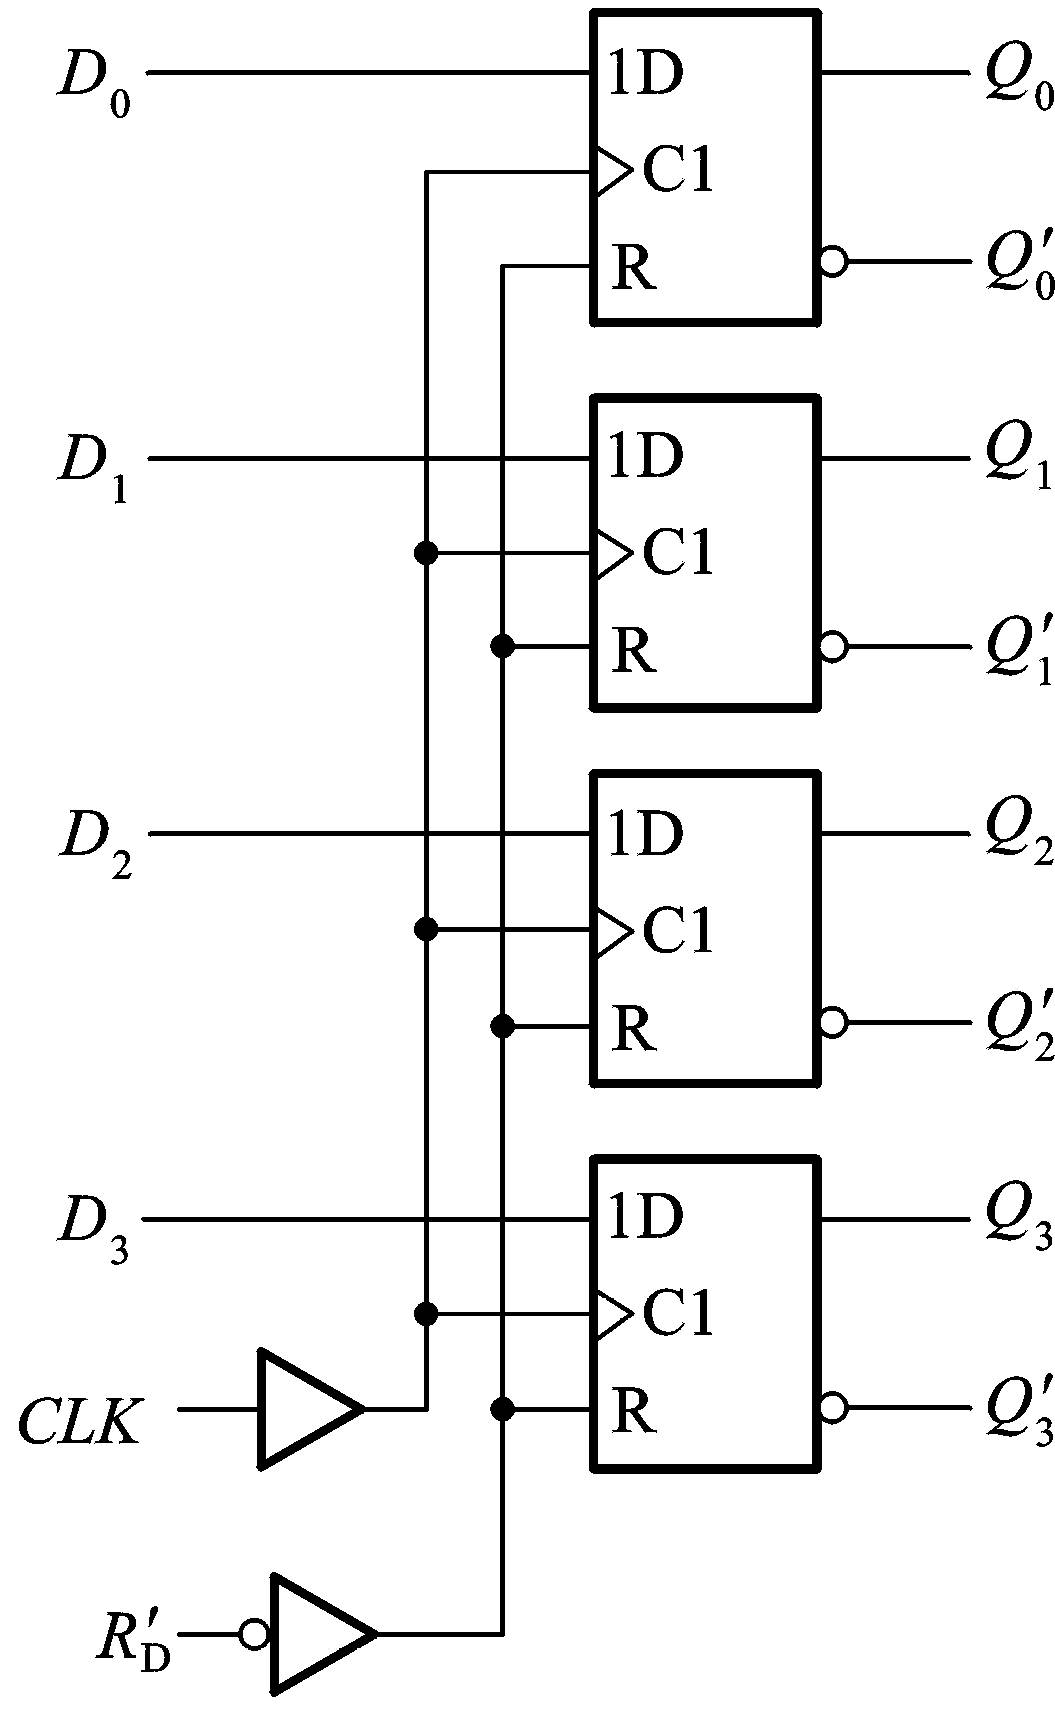 D₀ 1D Q₀
C1
R Q₀′
D₁ 1D Q₁
C1
R Q₁′
D₂ 1D Q₂
C1
R Q₂′
D₃ 1D Q₃
C1
CLK R Q₃′
R′D